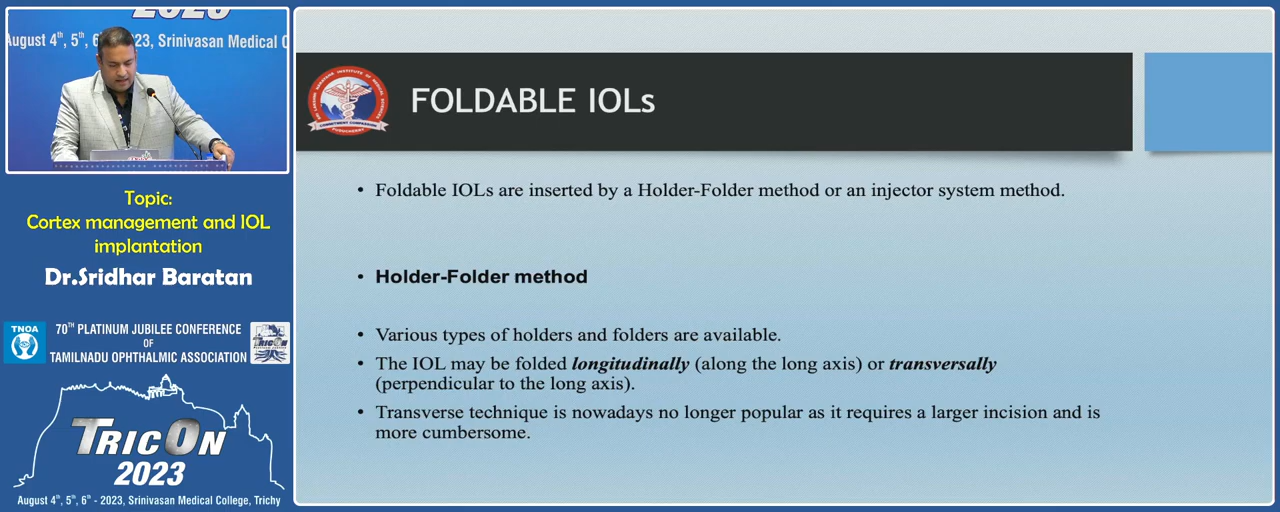 2023
August 4th, 5th, 6 2023, Srinivasan Medical C
Topic:
Cortex management and IOL
implantation
Dr.Sridhar Baratan
TNOA
70TH PLATINUM JUBILEE CONFERENCE
OF
TAMILNADU OPHTHALMIC ASSOCIATION
TRICON
TRICON
2023
August 4th, 5th, 6th - 2023, Srinivasan Medical College, Trichy
FOLDABLE IOLs
• Foldable IOLs are inserted by a Holder-Folder method or an injector system method.
• Holder-Folder method
• Various types of holders and folders are available.
• The IOL may be folded longitudinally (along the long axis) or transversally
(perpendicular to the long axis).
• Transverse technique is nowadays no longer popular as it requires a larger incision and is
more cumbersome.